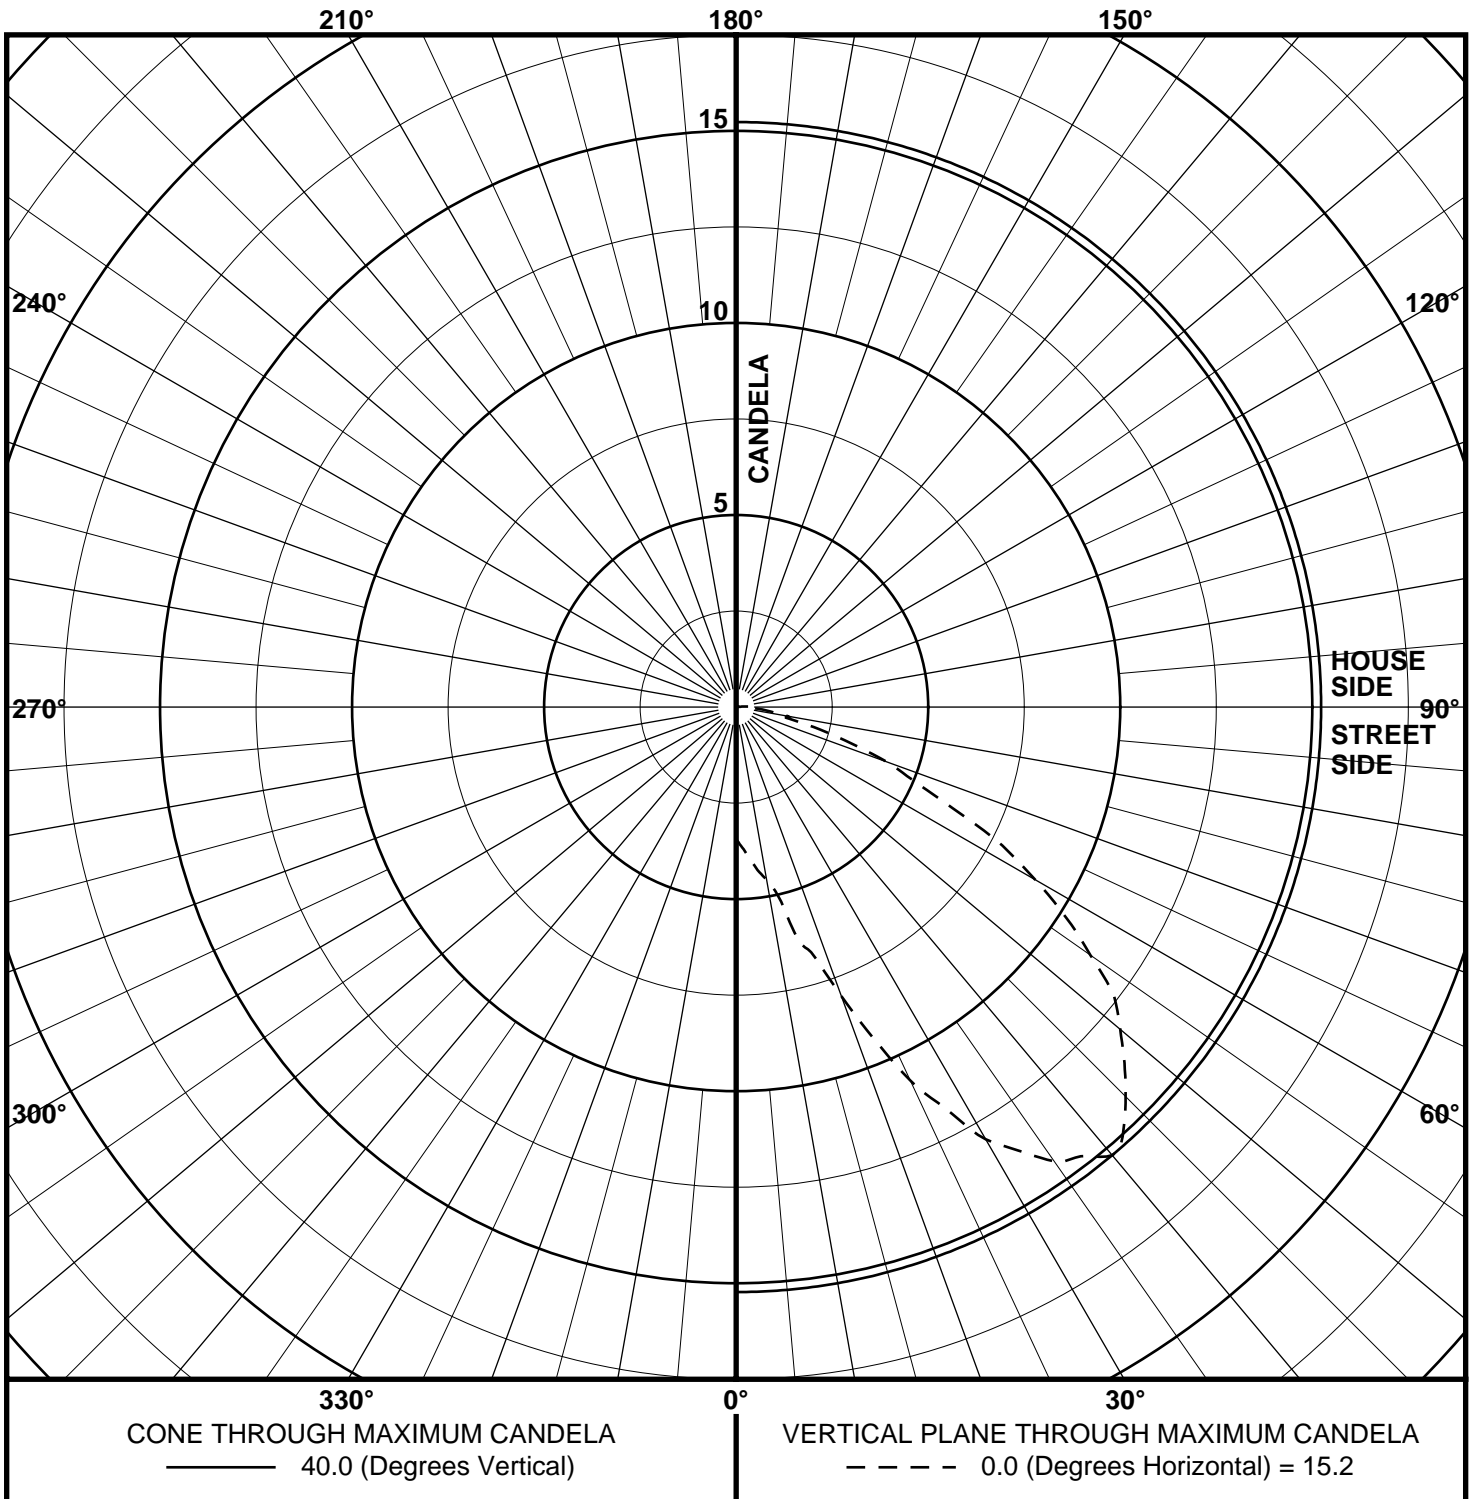 210° 180° 150°
15
240° 120°
10
CANDELA
5
HOUSE
SIDE
270° 90°
STREET
SIDE
300° 60°
330° 0° 30°
CONE THROUGH MAXIMUM CANDELA
40.0 (Degrees Vertical)
VERTICAL PLANE THROUGH MAXIMUM CANDELA
0.0 (Degrees Horizontal) = 15.2